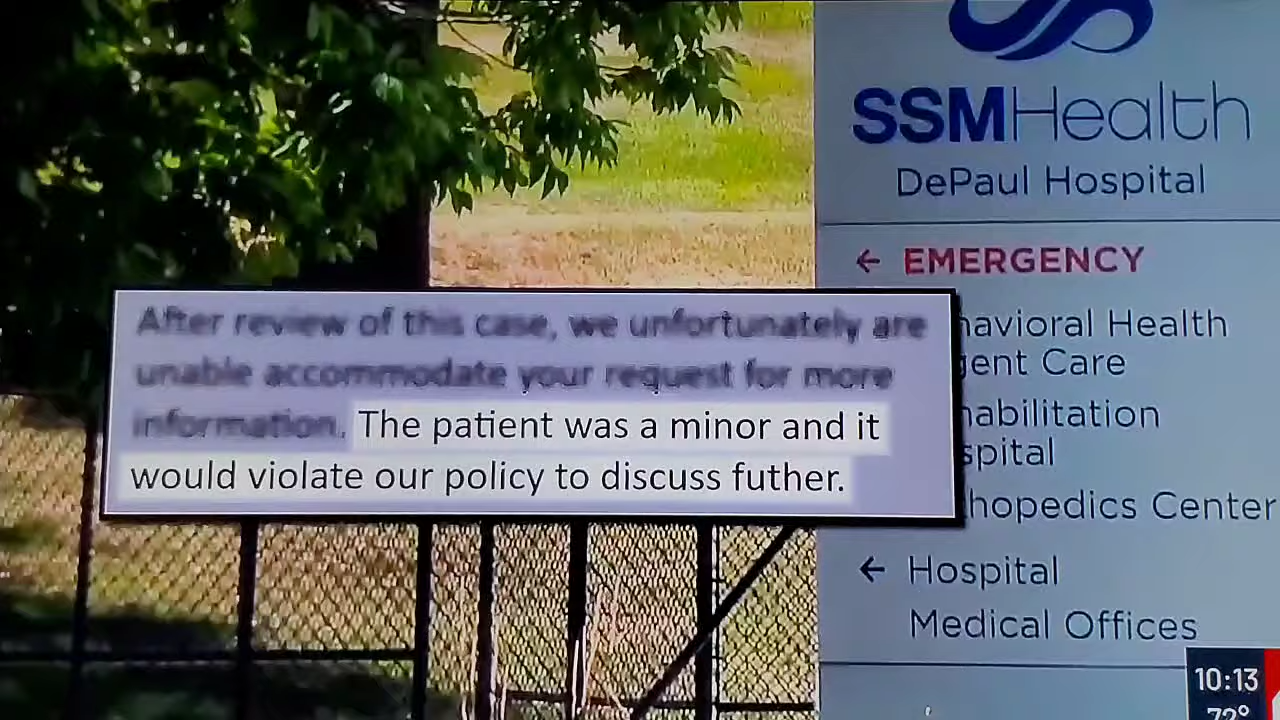 SSMHealth
DePaul Hospital
← EMERGENCY
havioral Health
gent Care
habilitation
spital
hopedics Center
← Hospital
Medical Offices
After review of this case, we unfortunately are
unable accommodate your request for more
information. The patient was a minor and it
would violate our policy to discuss futher.
10:13
72°